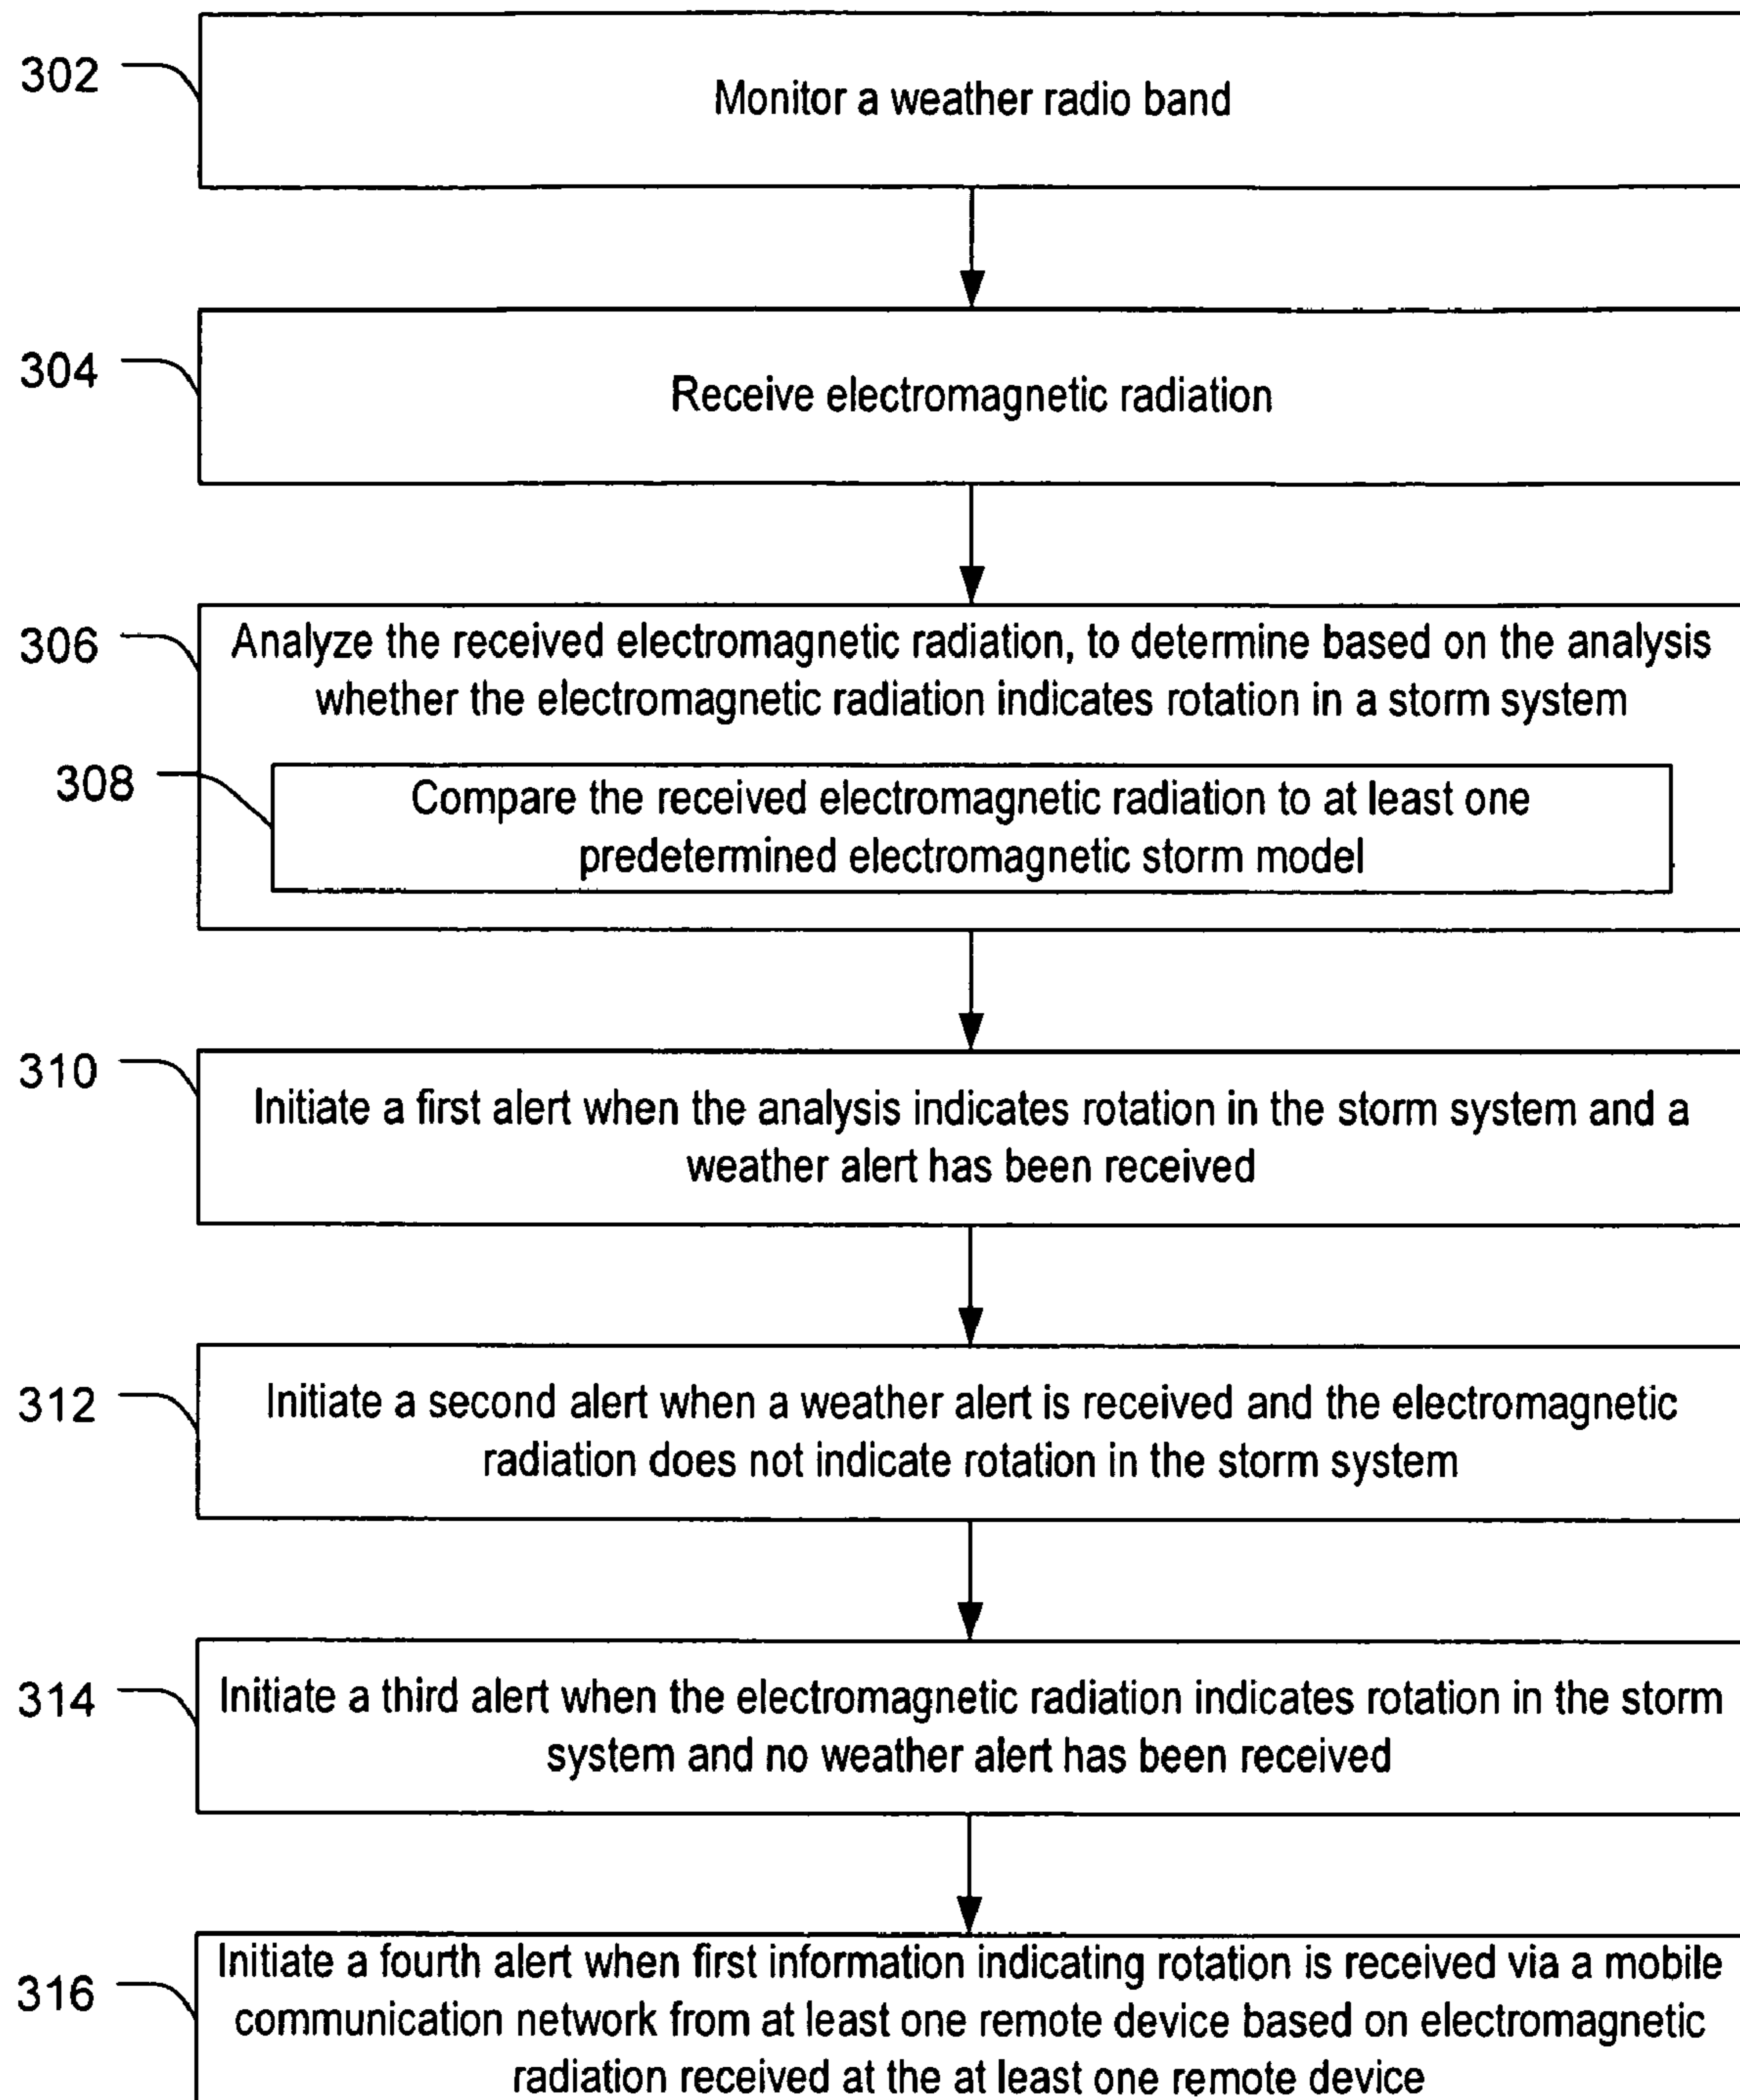 302
Monitor a weather radio band
304
Receive electromagnetic radiation
306
Analyze the received electromagnetic radiation, to determine based on the analysis
whether the electromagnetic radiation indicates rotation in a storm system
308
Compare the received electromagnetic radiation to at least one
predetermined electromagnetic storm model
310
Initiate a first alert when the analysis indicates rotation in the storm system and a
weather alert has been received
312
Initiate a second alert when a weather alert is received and the electromagnetic
radiation does not indicate rotation in the storm system
314
Initiate a third alert when the electromagnetic radiation indicates rotation in the storm
system and no weather alert has been received
316
Initiate a fourth alert when first information indicating rotation is received via a mobile
communication network from at least one remote device based on electromagnetic
radiation received at the at least one remote device